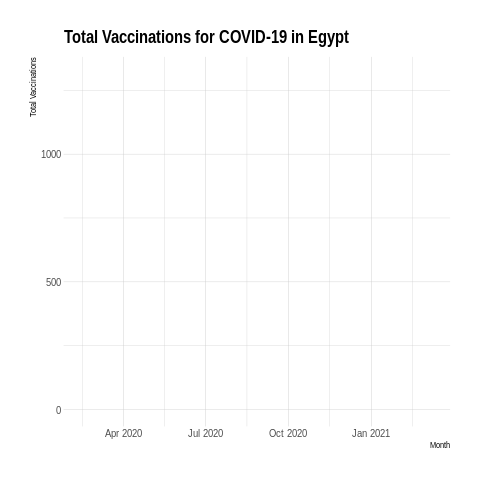 Total Vaccinations for COVID-19 in Egypt
Total Vaccinations
1000
500
0
Apr 2020
Jul 2020
Oct 2020
Jan 2021
Month